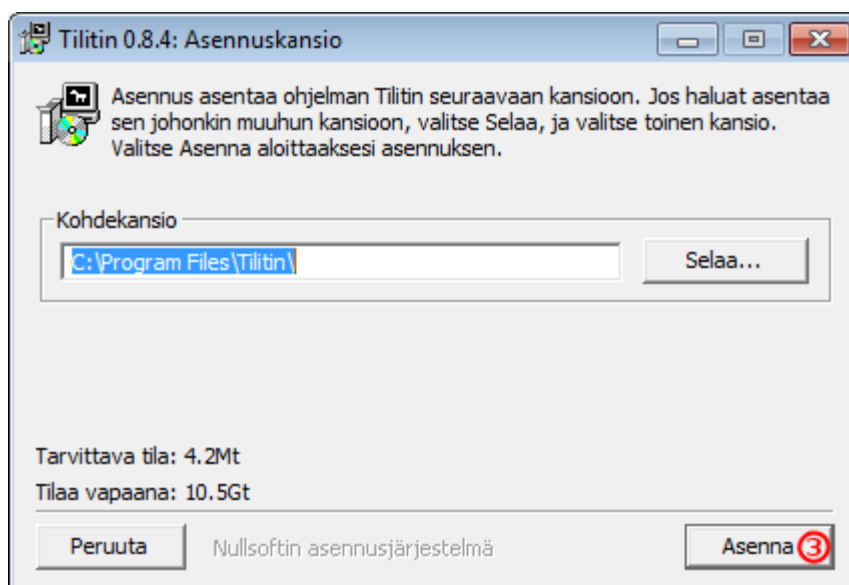 Tilitin 0.8.4: Asennuskansio
Asennus asentaa ohjelman Tilitin seuraavaan kansioon. Jos haluat asentaa
sen johonkin muuhun kansioon, valitse Selaa, ja valitse toinen kansio.
Valitse Asenna aloittaaksesi asennuksen.
Kohdekansio
C:\Program Files\Tilitin\
Selaa...
Tarvittava tila: 4.2Mt
Tilaa vapaana: 10.5Gt
Peruuta
Nullsoftin asennusjärjestelmä
Asenna 3